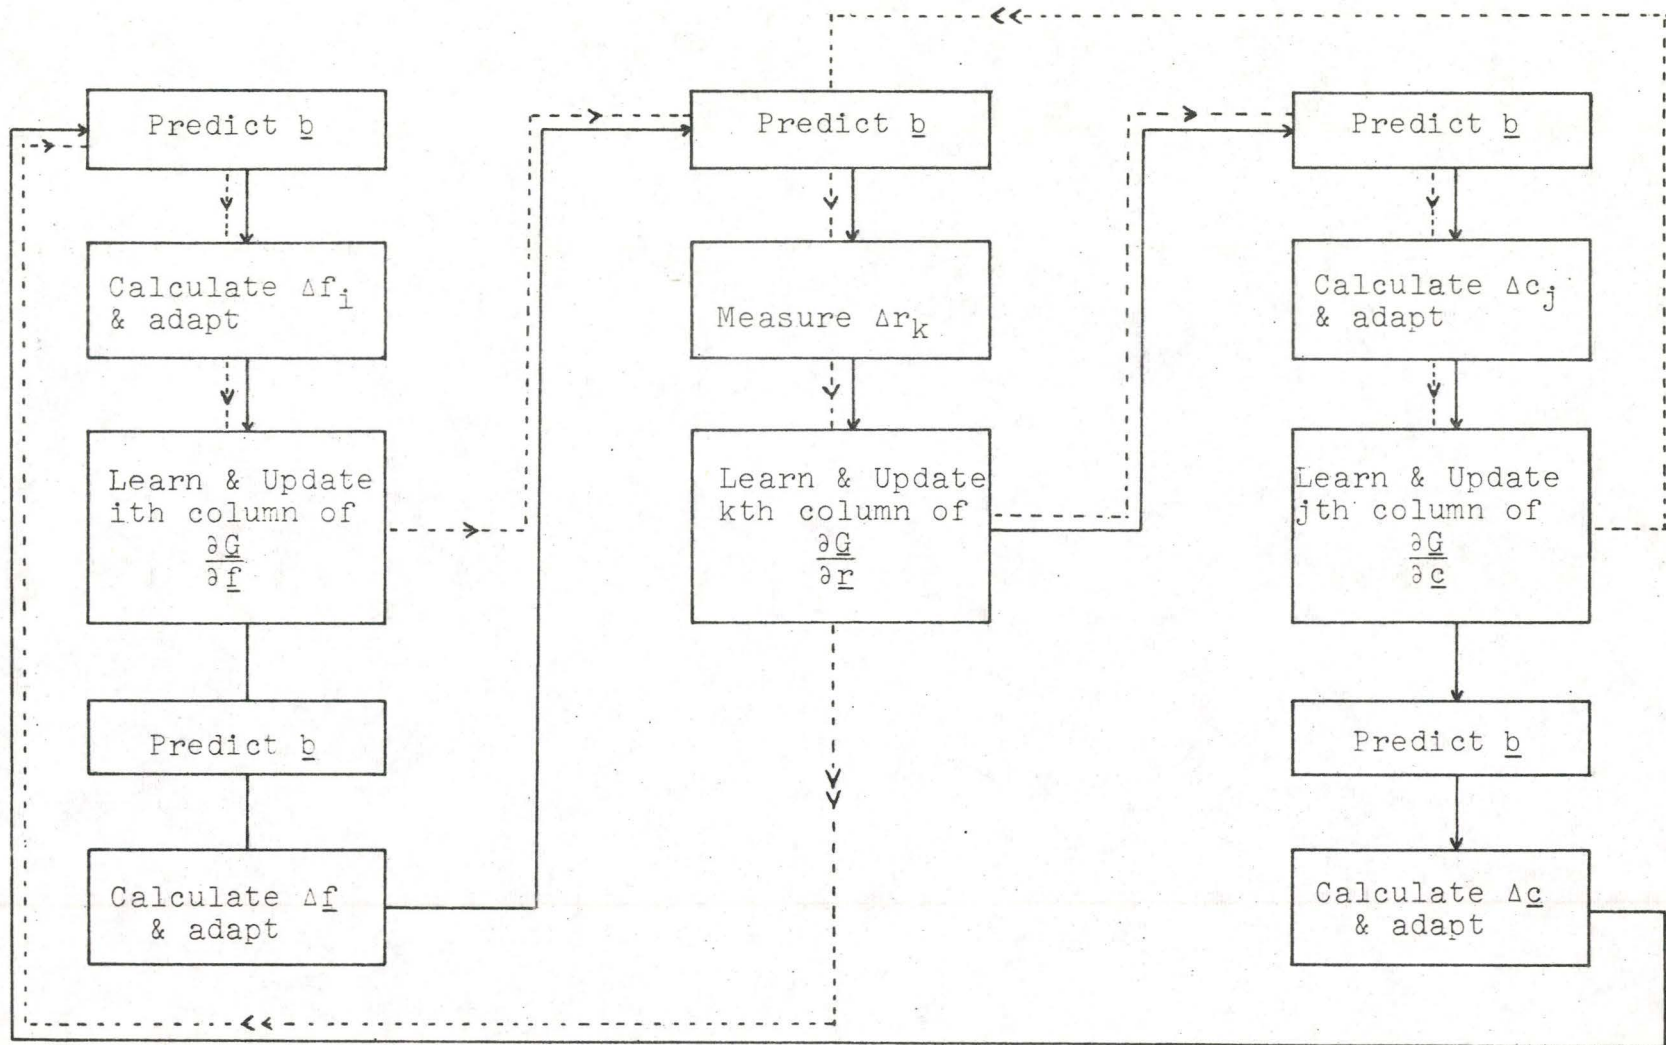 Predict b
Calculate Δf_i
& adapt
Learn & Update
ith column of
∂G
∂f
Predict b
Calculate Δf
& adapt
Predict b
Measure Δr_k
Learn & Update
kth column of
∂G
∂r
Predict b
Calculate Δc_j
& adapt
Learn & Update
jth column of
∂G
∂c
Predict b
Calculate Δc
& adapt